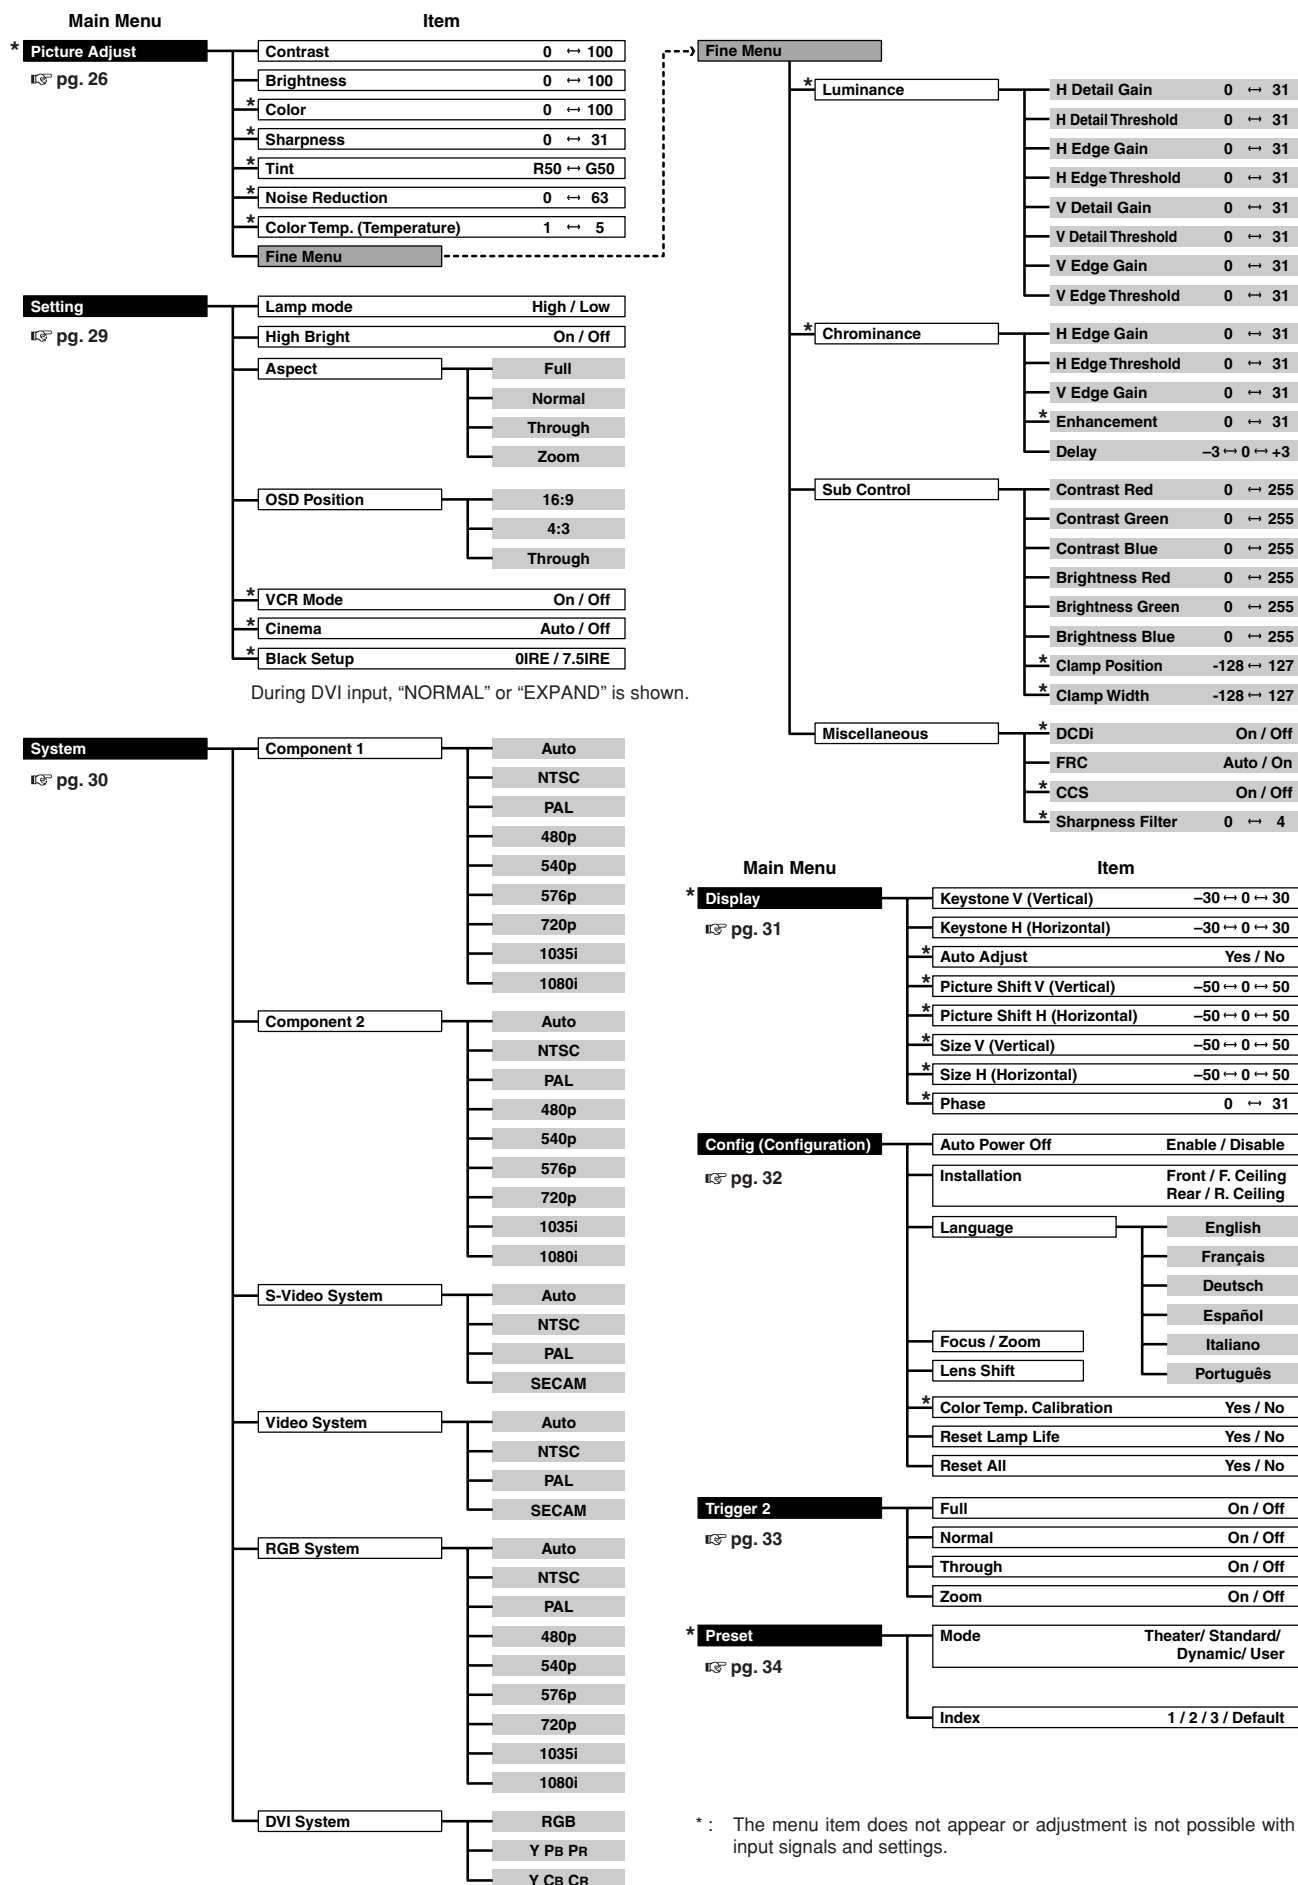 Main Menu Item
* Picture Adjust
☞ pg. 26
Contrast 0 ↔ 100
Brightness 0 ↔ 100
* Color 0 ↔ 100
* Sharpness 0 ↔ 31
* Tint R50 ↔ G50
* Noise Reduction 0 ↔ 63
* Color Temp. (Temperature) 1 ↔ 5
Fine Menu
Setting
☞ pg. 29
Lamp mode High / Low
High Bright On / Off
Aspect
Full
Normal
Through
Zoom
OSD Position
16:9
4:3
Through
* VCR Mode On / Off
* Cinema Auto / Off
* Black Setup 0IRE / 7.5IRE
During DVI input, “NORMAL” or “EXPAND” is shown.
System
☞ pg. 30
Component 1
Auto
NTSC
PAL
480p
540p
576p
720p
1035i
1080i
Component 2
Auto
NTSC
PAL
480p
540p
576p
720p
1035i
1080i
S-Video System
Auto
NTSC
PAL
SECAM
Video System
Auto
NTSC
PAL
SECAM
RGB System
Auto
NTSC
PAL
480p
540p
576p
720p
1035i
1080i
DVI System
RGB
Y PB PR
Y CB CR
Fine Menu
* Luminance
H Detail Gain 0 ↔ 31
H Detail Threshold 0 ↔ 31
H Edge Gain 0 ↔ 31
H Edge Threshold 0 ↔ 31
V Detail Gain 0 ↔ 31
V Detail Threshold 0 ↔ 31
V Edge Gain 0 ↔ 31
V Edge Threshold 0 ↔ 31
* Chrominance
H Edge Gain 0 ↔ 31
H Edge Threshold 0 ↔ 31
V Edge Gain 0 ↔ 31
* Enhancement 0 ↔ 31
Delay –3 ↔ 0 ↔ +3
Sub Control
Contrast Red 0 ↔ 255
Contrast Green 0 ↔ 255
Contrast Blue 0 ↔ 255
Brightness Red 0 ↔ 255
Brightness Green 0 ↔ 255
Brightness Blue 0 ↔ 255
* Clamp Position -128 ↔ 127
* Clamp Width -128 ↔ 127
Miscellaneous
* DCDi On / Off
FRC Auto / On
* CCS On / Off
* Sharpness Filter 0 ↔ 4
Main Menu Item
* Display
☞ pg. 31
Keystone V (Vertical) –30 ↔ 0 ↔ 30
Keystone H (Horizontal) –30 ↔ 0 ↔ 30
* Auto Adjust Yes / No
* Picture Shift V (Vertical) –50 ↔ 0 ↔ 50
* Picture Shift H (Horizontal) –50 ↔ 0 ↔ 50
* Size V (Vertical) –50 ↔ 0 ↔ 50
* Size H (Horizontal) –50 ↔ 0 ↔ 50
* Phase 0 ↔ 31
Config (Configuration)
☞ pg. 32
Auto Power Off Enable / Disable
Installation Front / F. Ceiling
Rear / R. Ceiling
Language
English
Français
Deutsch
Español
Italiano
Português
Focus / Zoom
Lens Shift
* Color Temp. Calibration Yes / No
Reset Lamp Life Yes / No
Reset All Yes / No
Trigger 2
☞ pg. 33
Full On / Off
Normal On / Off
Through On / Off
Zoom On / Off
* Preset
☞ pg. 34
Mode Theater/ Standard/
Dynamic/ User
Index 1 / 2 / 3 / Default
* : The menu item does not appear or adjustment is not possible with
input signals and settings.